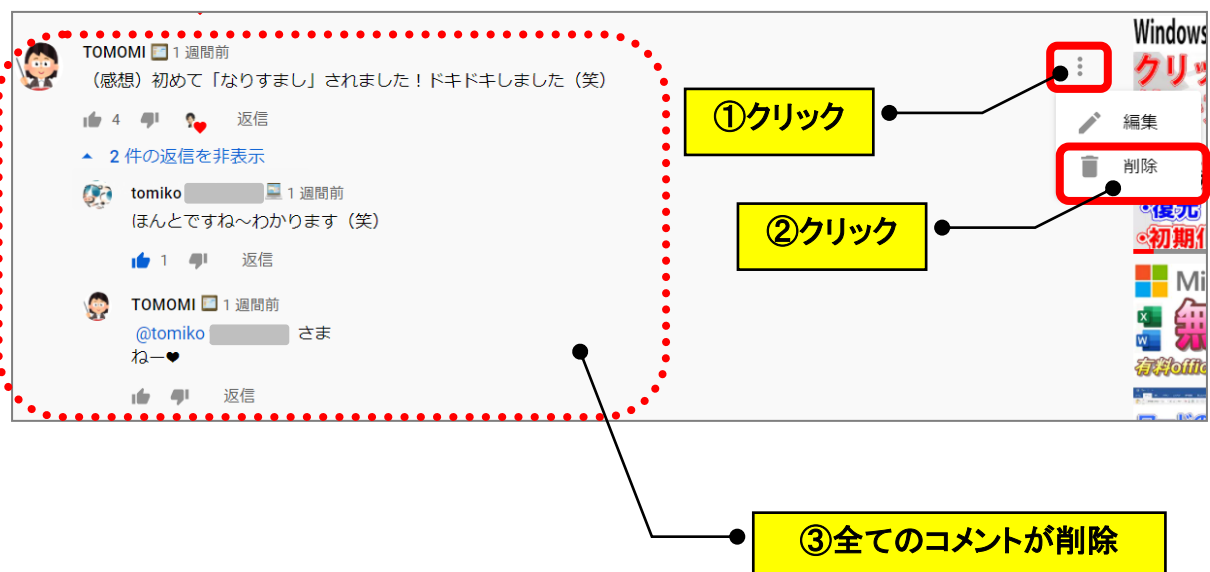 TOMOMI 1 週間前
（感想）初めて「なりすまし」されました！ドキドキしました（笑）
4 返信
2 件の返信を非表示
tomiko 1 週間前
ほんとですね～わかります（笑）
1 返信
TOMOMI 1 週間前
@tomiko さま
ねー❤
返信
①クリック
編集
削除
②クリック
③全てのコメントが削除
Windows
クリッ
•復元
•初期化
Mi
無
有料offic